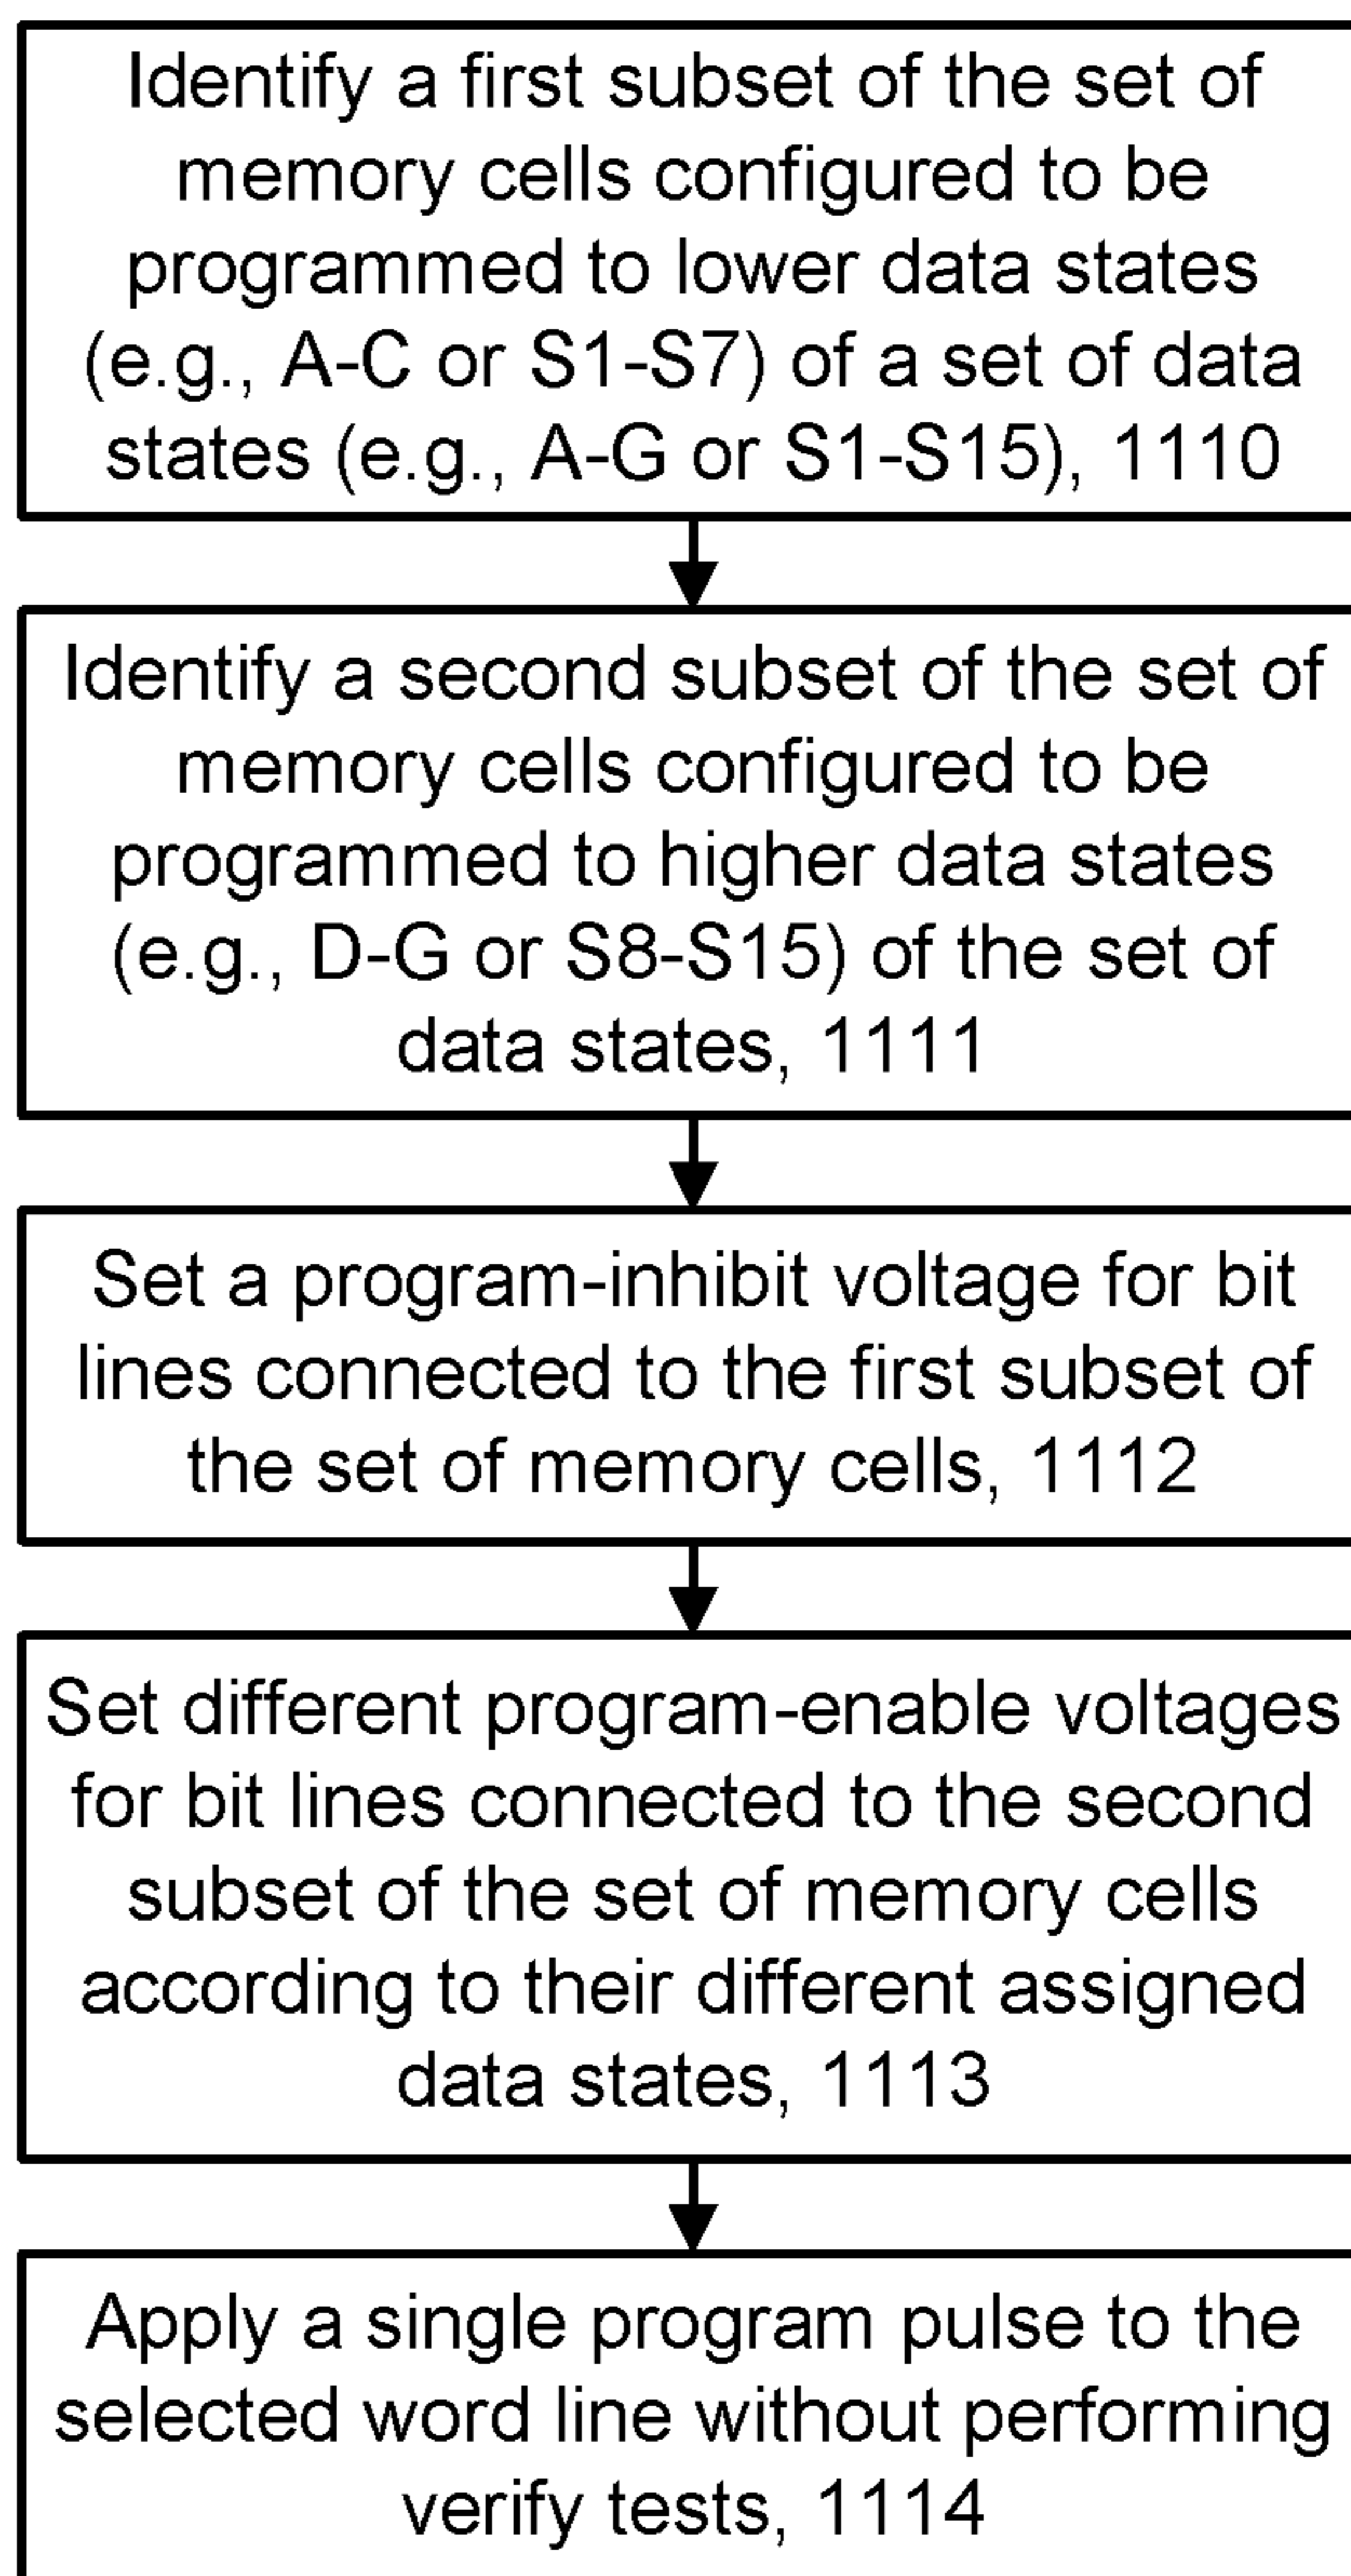 Identify a first subset of the set of
memory cells configured to be
programmed to lower data states
(e.g., A-C or S1-S7) of a set of data
states (e.g., A-G or S1-S15), 1110
Identify a second subset of the set of
memory cells configured to be
programmed to higher data states
(e.g., D-G or S8-S15) of the set of
data states, 1111
Set a program-inhibit voltage for bit
lines connected to the first subset of
the set of memory cells, 1112
Set different program-enable voltages
for bit lines connected to the second
subset of the set of memory cells
according to their different assigned
data states, 1113
Apply a single program pulse to the
selected word line without performing
verify tests, 1114